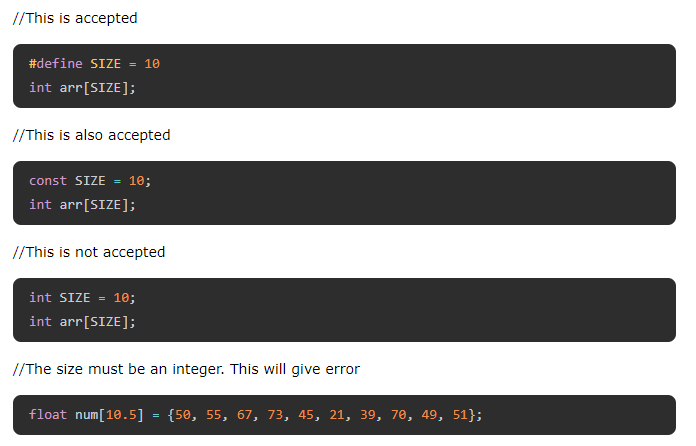 //This is accepted
#define SIZE = 10
int arr[SIZE];
//This is also accepted
const SIZE = 10;
int arr[SIZE];
//This is not accepted
int SIZE = 10;
int arr[SIZE];
//The size must be an integer. This will give error
float num[10.5] = {50, 55, 67, 73, 45, 21, 39, 70, 49, 51};